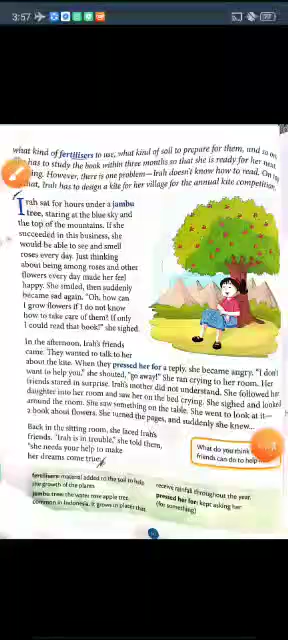 3:57
what kind of fertilisers to use, what kind of soil to prepare for them, and so on.
has to study the book within three months so that she is ready for her next
ing. However, there is one problem—Irah doesn't know how to read. On top
that, Irah has to design a kite for her village for the annual kite competition.
Irah sat for hours under a jambu
tree, staring at the blue sky and
the top of the mountains. If she
succeeded in this business, she
would be able to see and smell
roses every day. Just thinking
about being among roses and other
flowers every day made her feel
happy. She smiled, then suddenly
became sad again. "Oh, how can
I grow flowers if I do not know
how to take care of them? If only
I could read that book!" she sighed.
In the afternoon, Irah's friends
came. They wanted to talk to her
about the kite. When they pressed her for a reply, she became angry. "I don't
want to help you," she shouted, "go away!" She ran crying to her room. Her
friends stared in surprise. Irah's mother did not understand. She followed her
daughter into her room and saw her on the bed crying. She sighed and looked
around the room. She saw something on the table. She went to look at it—
a book about flowers. She turned the pages, and suddenly she knew...
Back in the sitting room, she faced Irah's
friends. "Irah is in trouble," she told them,
"she needs your help to make
her dreams come true."
What do you think
friends can do to help
fertilisers: material added to the soil to help
the growth of the plants
jambu tree: the water rose apple tree,
common in Indonesia. It grows in places that
receive rainfall throughout the year.
pressed her for: kept asking her
(for something)